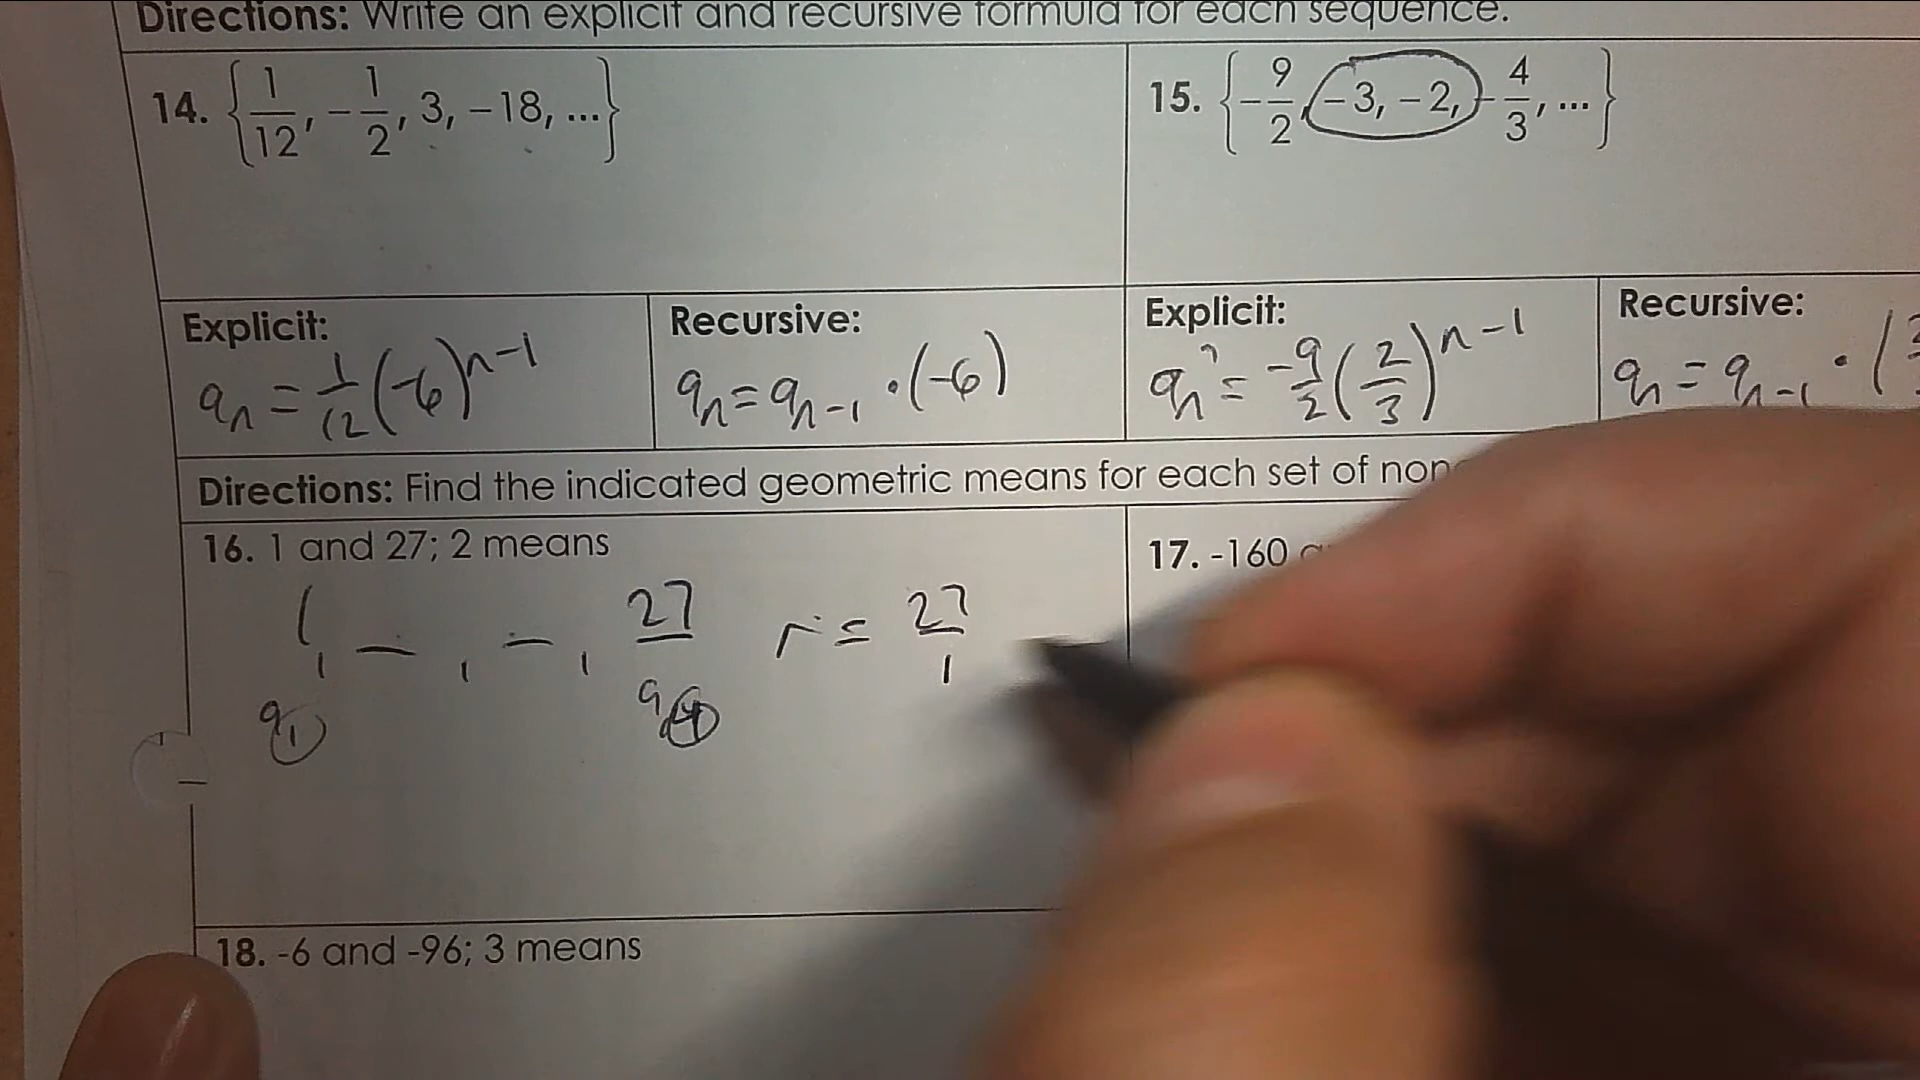 Directions: Write an explicit and recursive formula for each sequence.
14. {1/12, -1/2, 3, -18, ...}
15. {-9/2, -3, -2, -4/3, ...}
Explicit:
aₙ = 1/12 (-6)ⁿ⁻¹
Recursive:
aₙ = aₙ₋₁ · (-6)
Explicit:
aₙ = -9/2 (2/3)ⁿ⁻¹
Recursive:
aₙ = aₙ₋₁ · (
Directions: Find the indicated geometric means for each set of
16. 1 and 27; 2 means
1, _, _, 27 r = 27/1
a₁ a₄
17. -160
18. -6 and -96; 3 means